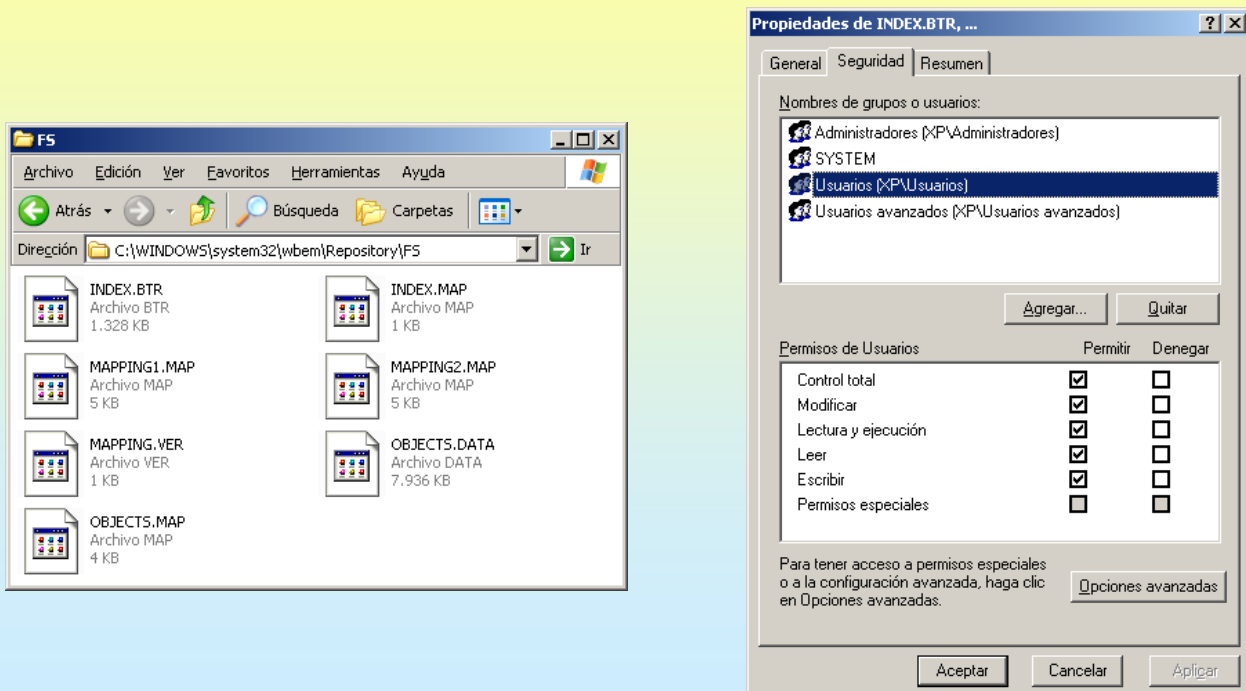 FS
Archivo Edición Ver Favoritos Herramientas Ayuda
Atrás Búsqueda Carpetas
Dirección C:\WINDOWS\system32\wbem\Repository\FS Ir
INDEX.BTR
Archivo BTR
1.328 KB
INDEX.MAP
Archivo MAP
1 KB
MAPPING1.MAP
Archivo MAP
5 KB
MAPPING2.MAP
Archivo MAP
5 KB
MAPPING.VER
Archivo VER
1 KB
OBJECTS.DATA
Archivo DATA
7.936 KB
OBJECTS.MAP
Archivo MAP
4 KB
Propiedades de INDEX.BTR, ...
General Seguridad Resumen
Nombres de grupos o usuarios:
Administradores (XP\Administradores)
SYSTEM
Usuarios (XP\Usuarios)
Usuarios avanzados (XP\Usuarios avanzados)
Agregar... Quitar
Permisos de Usuarios Permitir Denegar
Control total
Modificar
Lectura y ejecución
Leer
Escribir
Permisos especiales
Para tener acceso a permisos especiales
o a la configuración avanzada, haga clic
en Opciones avanzadas.
Opciones avanzadas
Aceptar Cancelar Aplicar